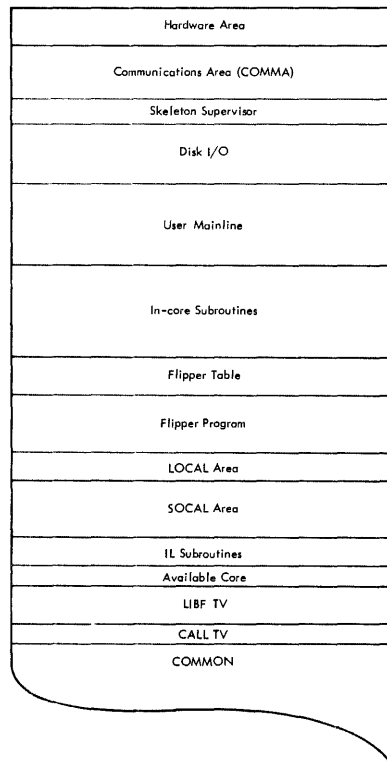 Hardware Area
Communications Area (COMMA)
Skeleton Supervisor
Disk I/O
User Mainline
In-core Subroutines
Flipper Table
Flipper Program
LOCAL Area
SOCAL Area
IL Subroutines
Available Core
LIBF TV
CALL TV
COMMON